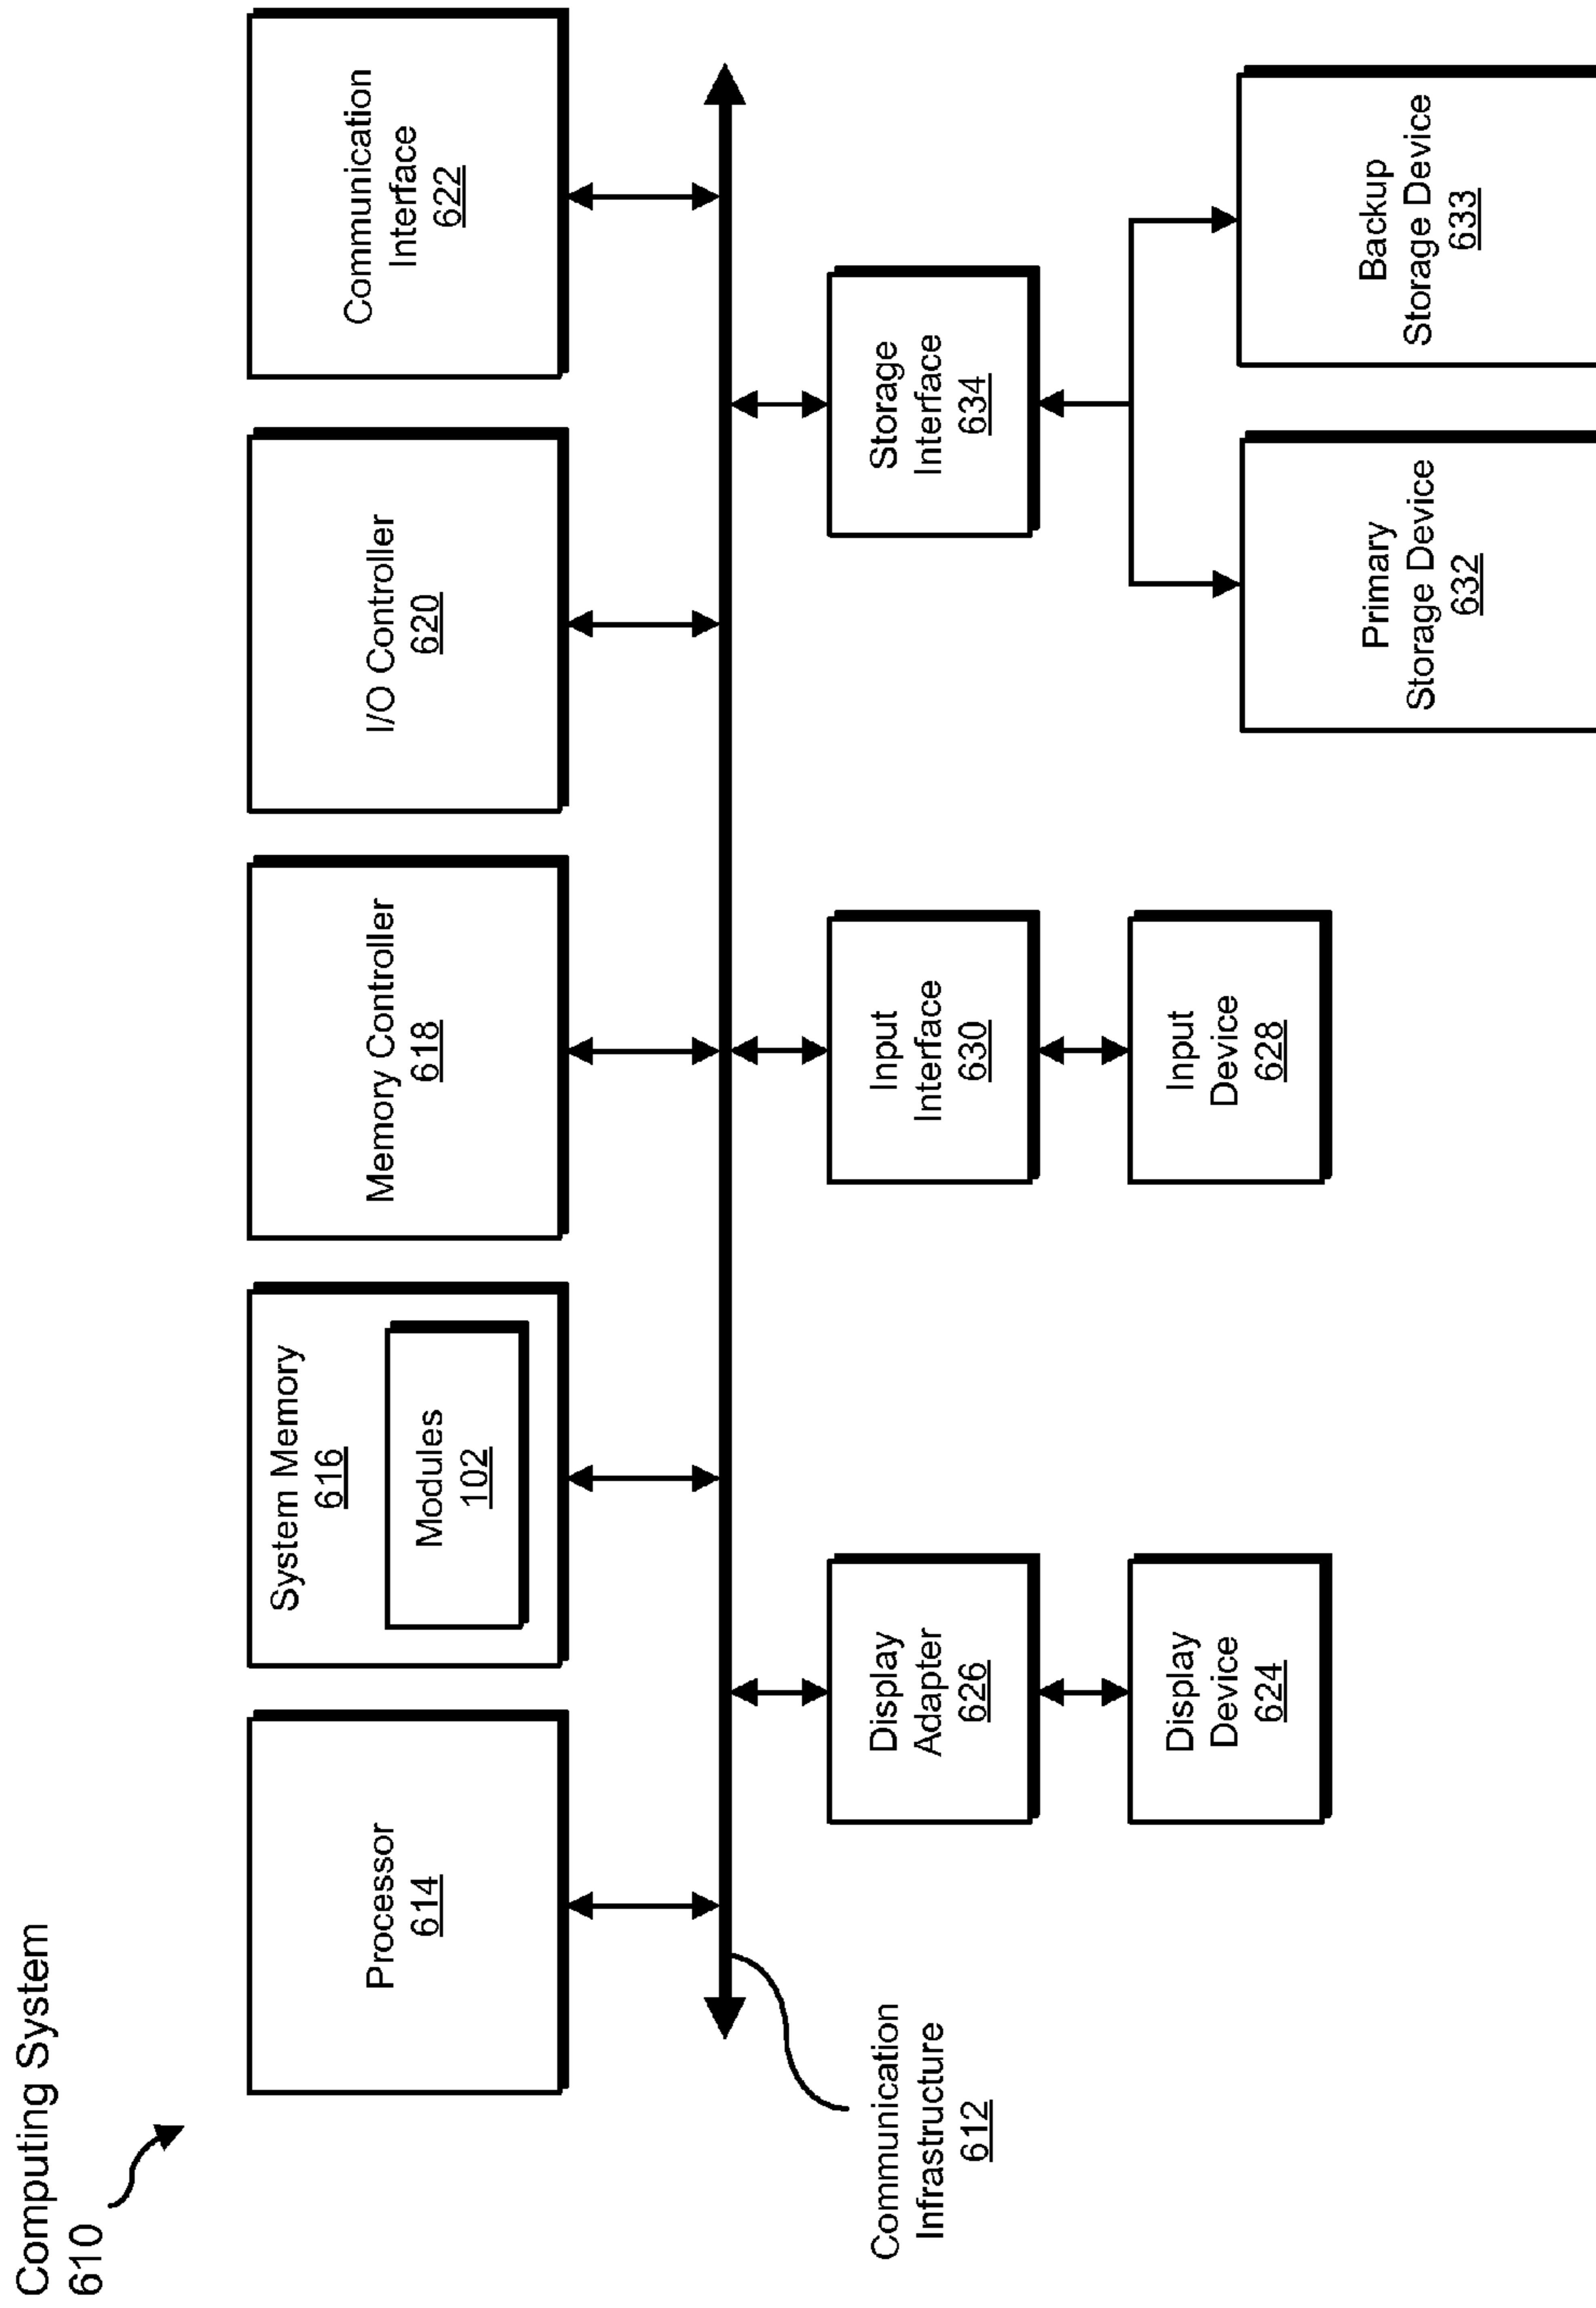 Computing System
610
Processor
614
System Memory
616
Modules
102
Memory Controller
618
I/O Controller
620
Communication
Interface
622
Communication
Infrastructure
612
Display
Adapter
626
Input
Interface
630
Storage
Interface
634
Display
Device
624
Input
Device
628
Primary
Storage Device
632
Backup
Storage Device
633